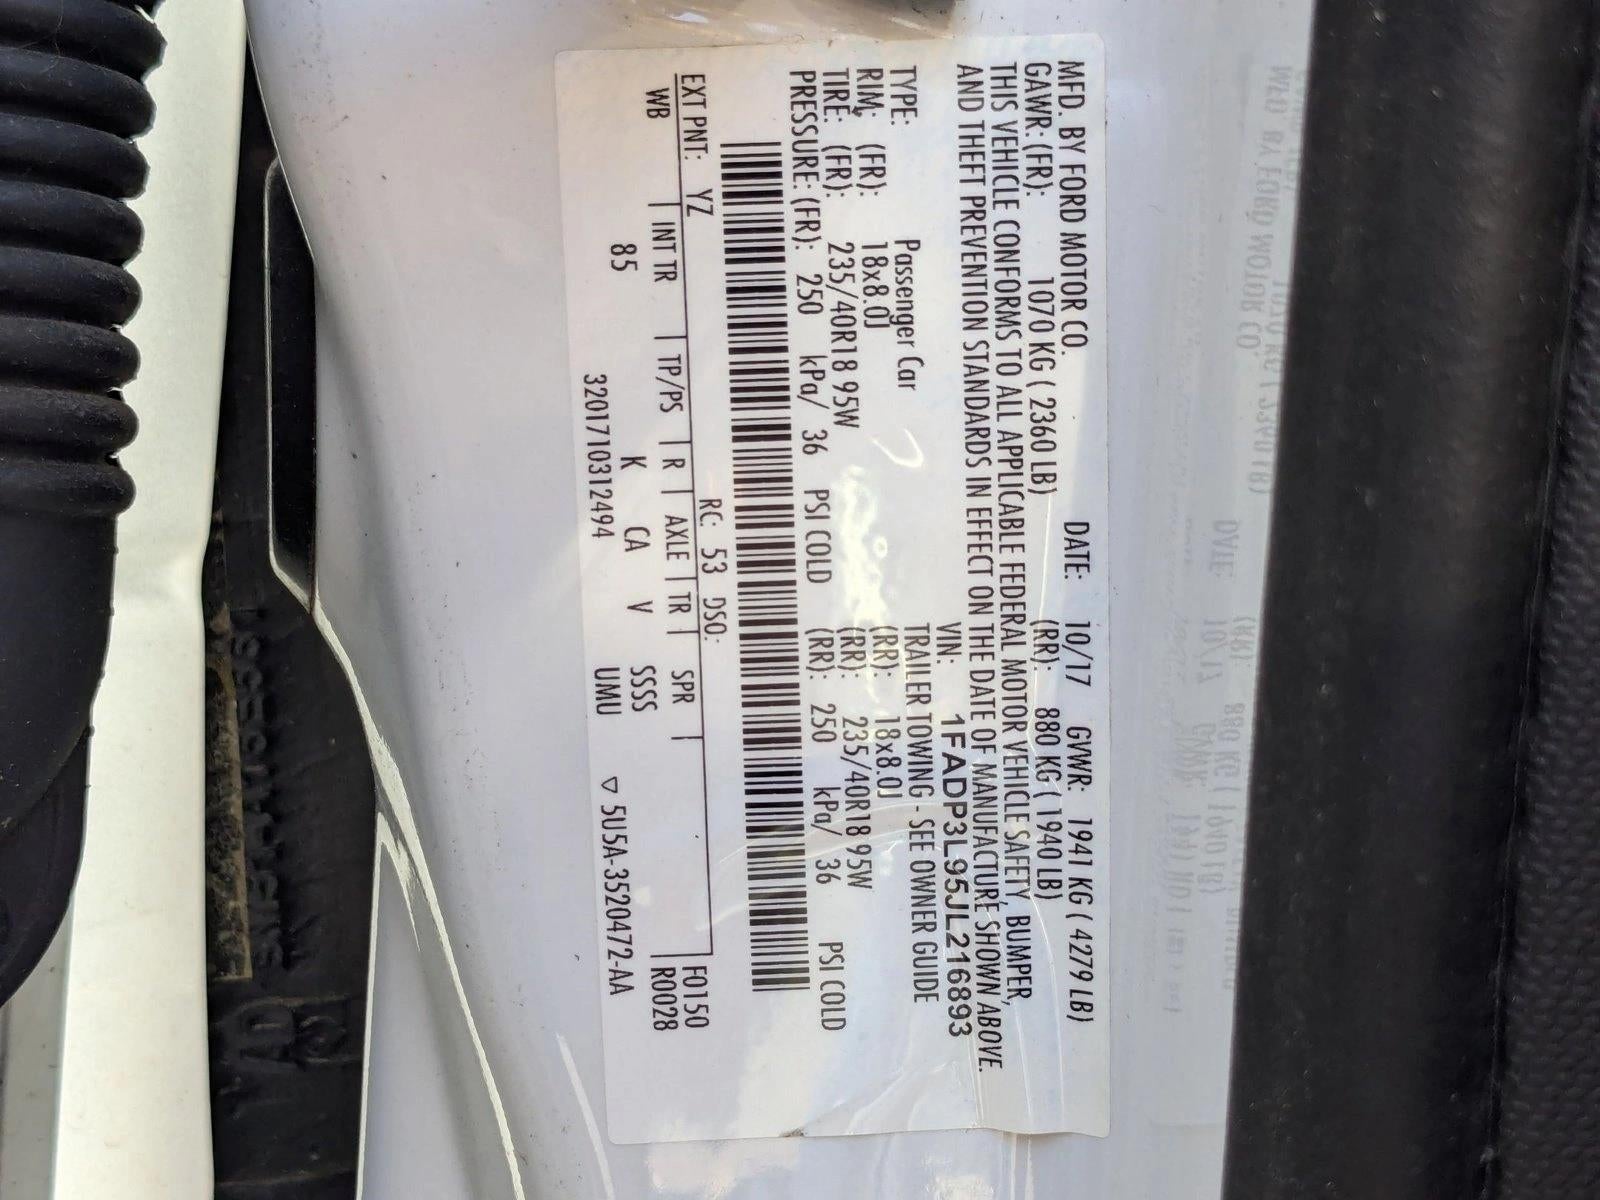 MFD. BY FORD MOTOR CO.
DATE: 10/17 GVWR: 1941 KG ( 4279 LB)
GAWR: (FR): 1070 KG ( 2360 LB) (RR): 880 KG ( 1940 LB)
THIS VEHICLE CONFORMS TO ALL APPLICABLE FEDERAL MOTOR VEHICLE SAFETY, BUMPER,
AND THEFT PREVENTION STANDARDS IN EFFECT ON THE DATE OF MANUFACTURE SHOWN ABOVE.
VIN: 1FADP3L95JL216893
TYPE: Passenger Car TRAILER TOWING - SEE OWNER GUIDE
RIM: (FR): 18x8.0J (RR): 18x8.0J
TIRE: (FR): 235/40R18 95W (RR): 235/40R18 95W
PRESSURE: (FR): 250 kPa/ 36 PSI COLD (RR): 250 kPa/ 36 PSI COLD
EXT PNT: YZ RC: 53 DSO: F0150
WB INT TR TP/PS R AXLE TR SPR R0028
85 K CA V SSSS
3201710312494 UMU ▽ 5U5A-3520472-AA